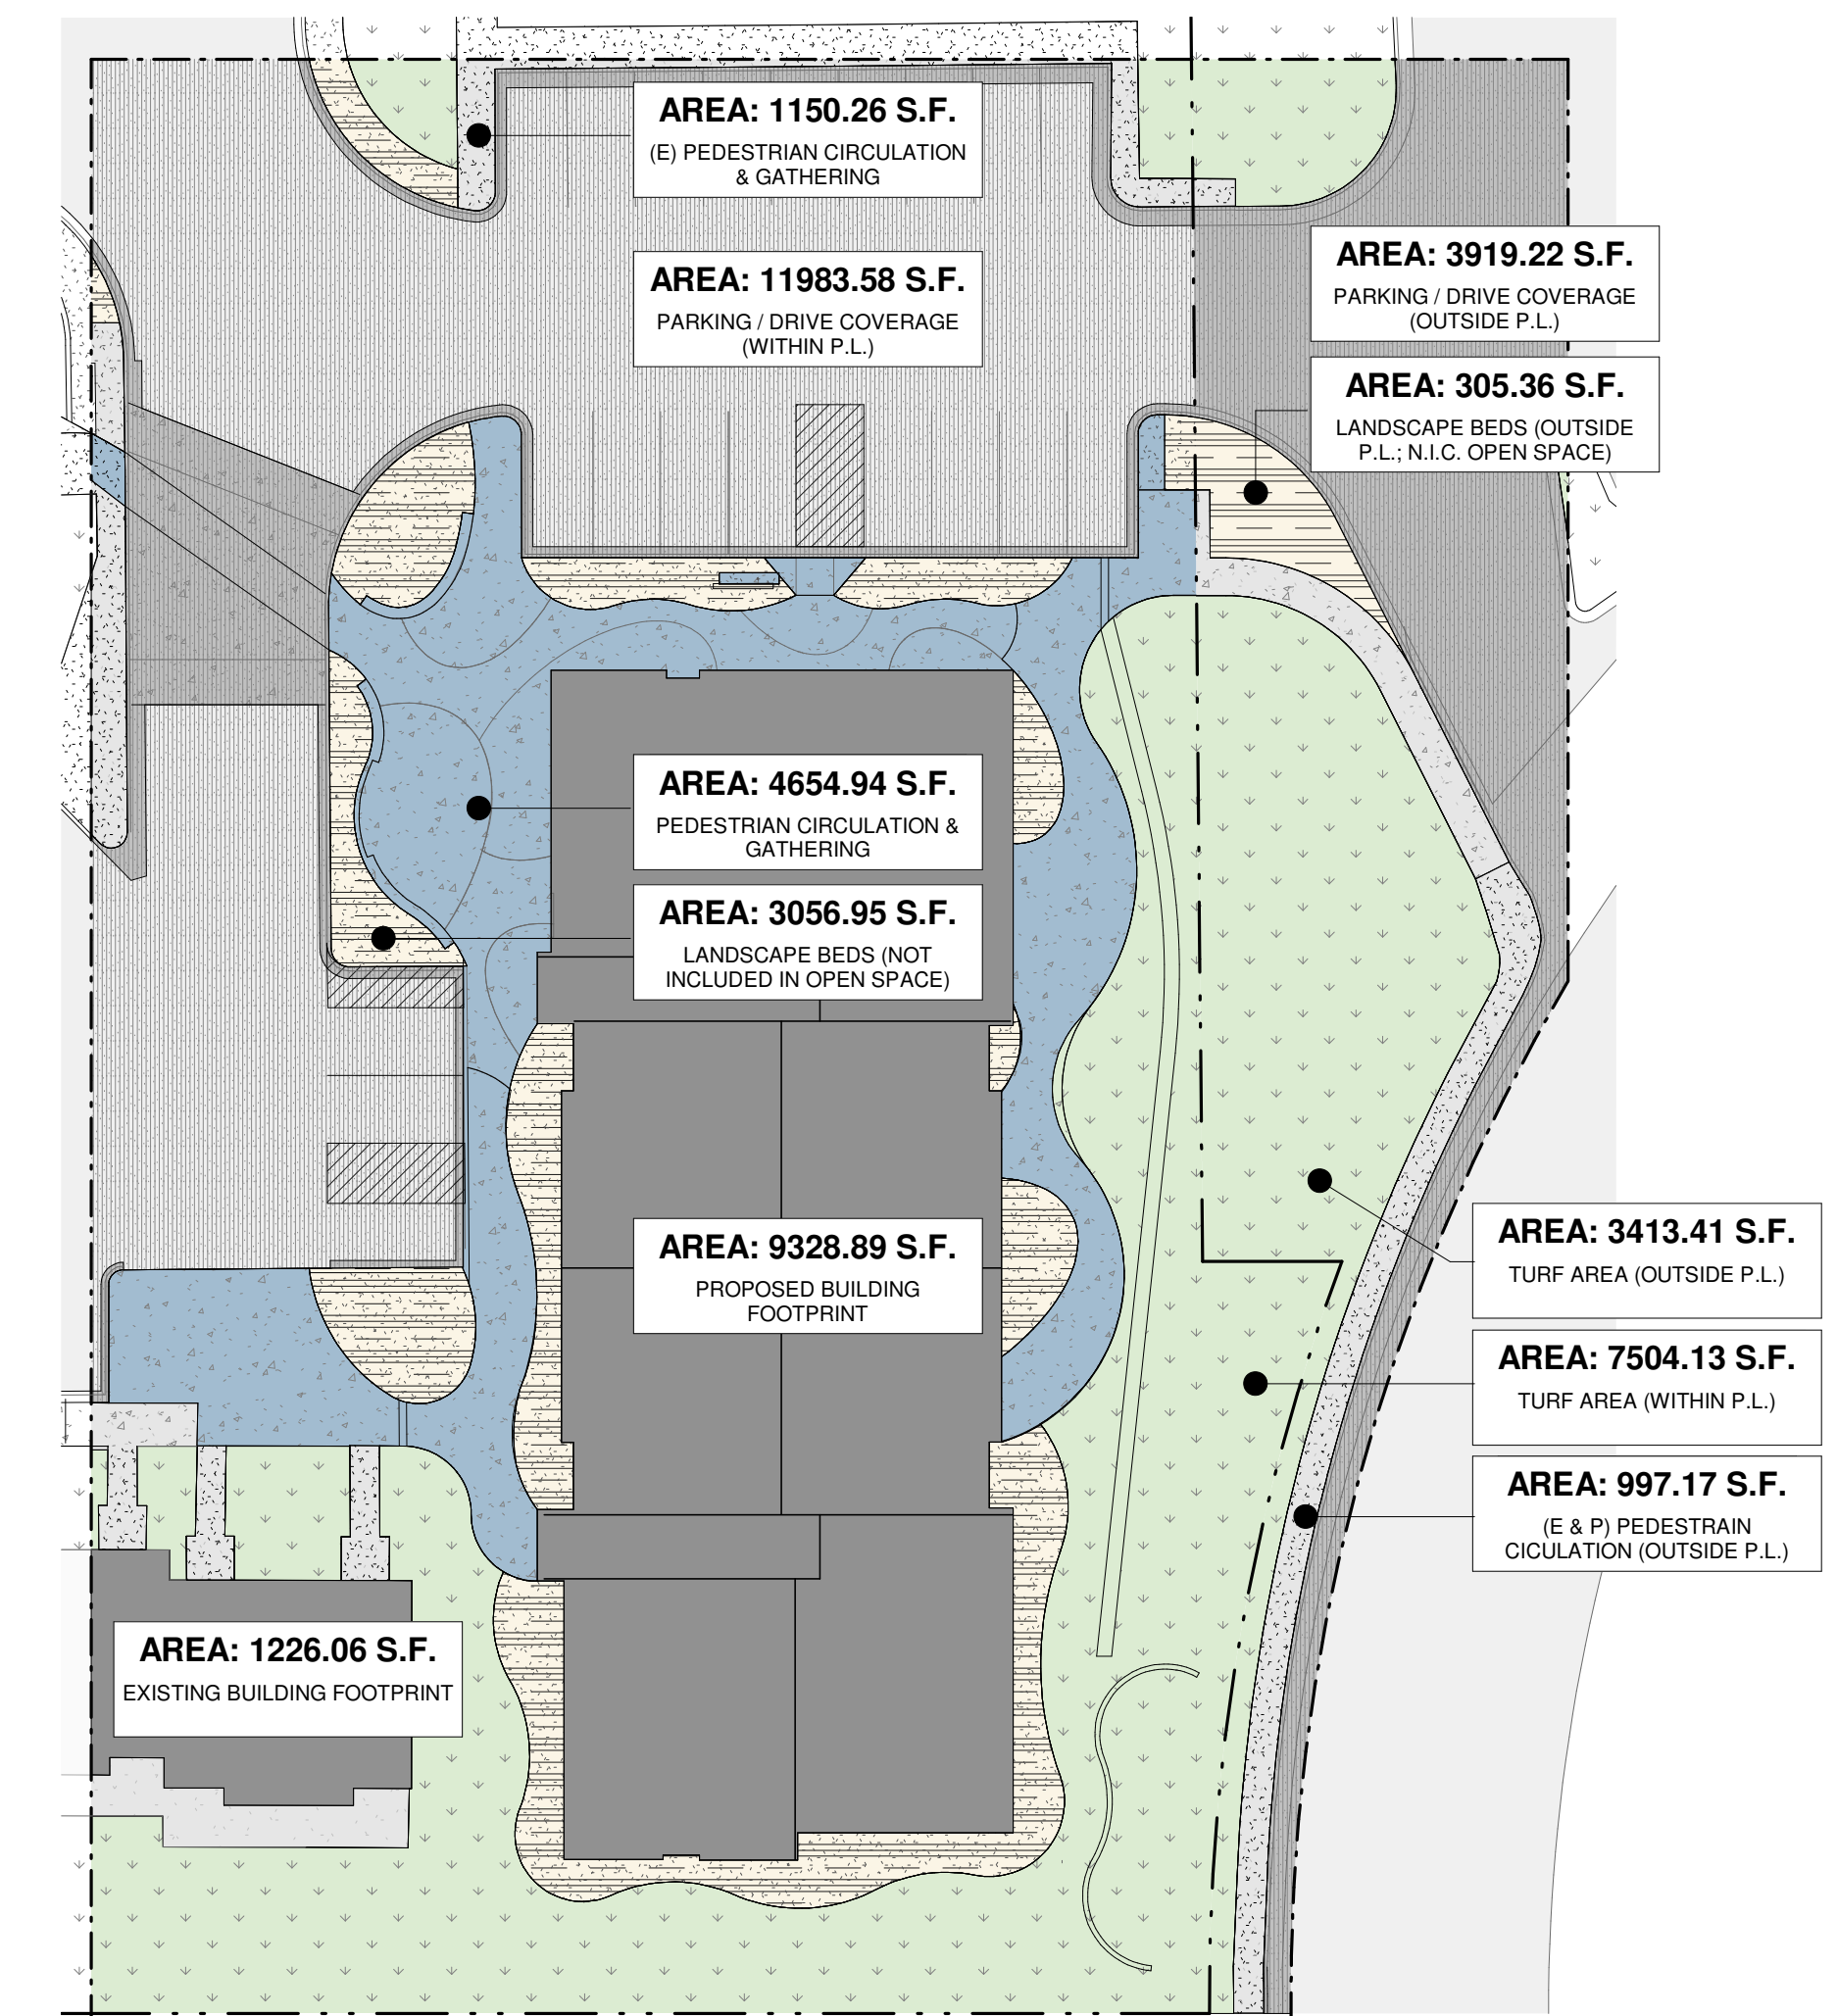 AREA: 1150.26 S.F.
(E) PEDESTRIAN CIRCULATION
& GATHERING
AREA: 11983.58 S.F.
PARKING / DRIVE COVERAGE
(WITHIN P.L.)
AREA: 3919.22 S.F.
PARKING / DRIVE COVERAGE
(OUTSIDE P.L.)
AREA: 305.36 S.F.
LANDSCAPE BEDS (OUTSIDE
P.L.; N.I.C. OPEN SPACE)
AREA: 4654.94 S.F.
PEDESTRIAN CIRCULATION &
GATHERING
AREA: 3056.95 S.F.
LANDSCAPE BEDS (NOT
INCLUDED IN OPEN SPACE)
AREA: 9328.89 S.F.
PROPOSED BUILDING
FOOTPRINT
AREA: 3413.41 S.F.
TURF AREA (OUTSIDE P.L.)
AREA: 7504.13 S.F.
TURF AREA (WITHIN P.L.)
AREA: 997.17 S.F.
(E & P) PEDESTRAIN
CICULATION (OUTSIDE P.L.)
AREA: 1226.06 S.F.
EXISTING BUILDING FOOTPRINT